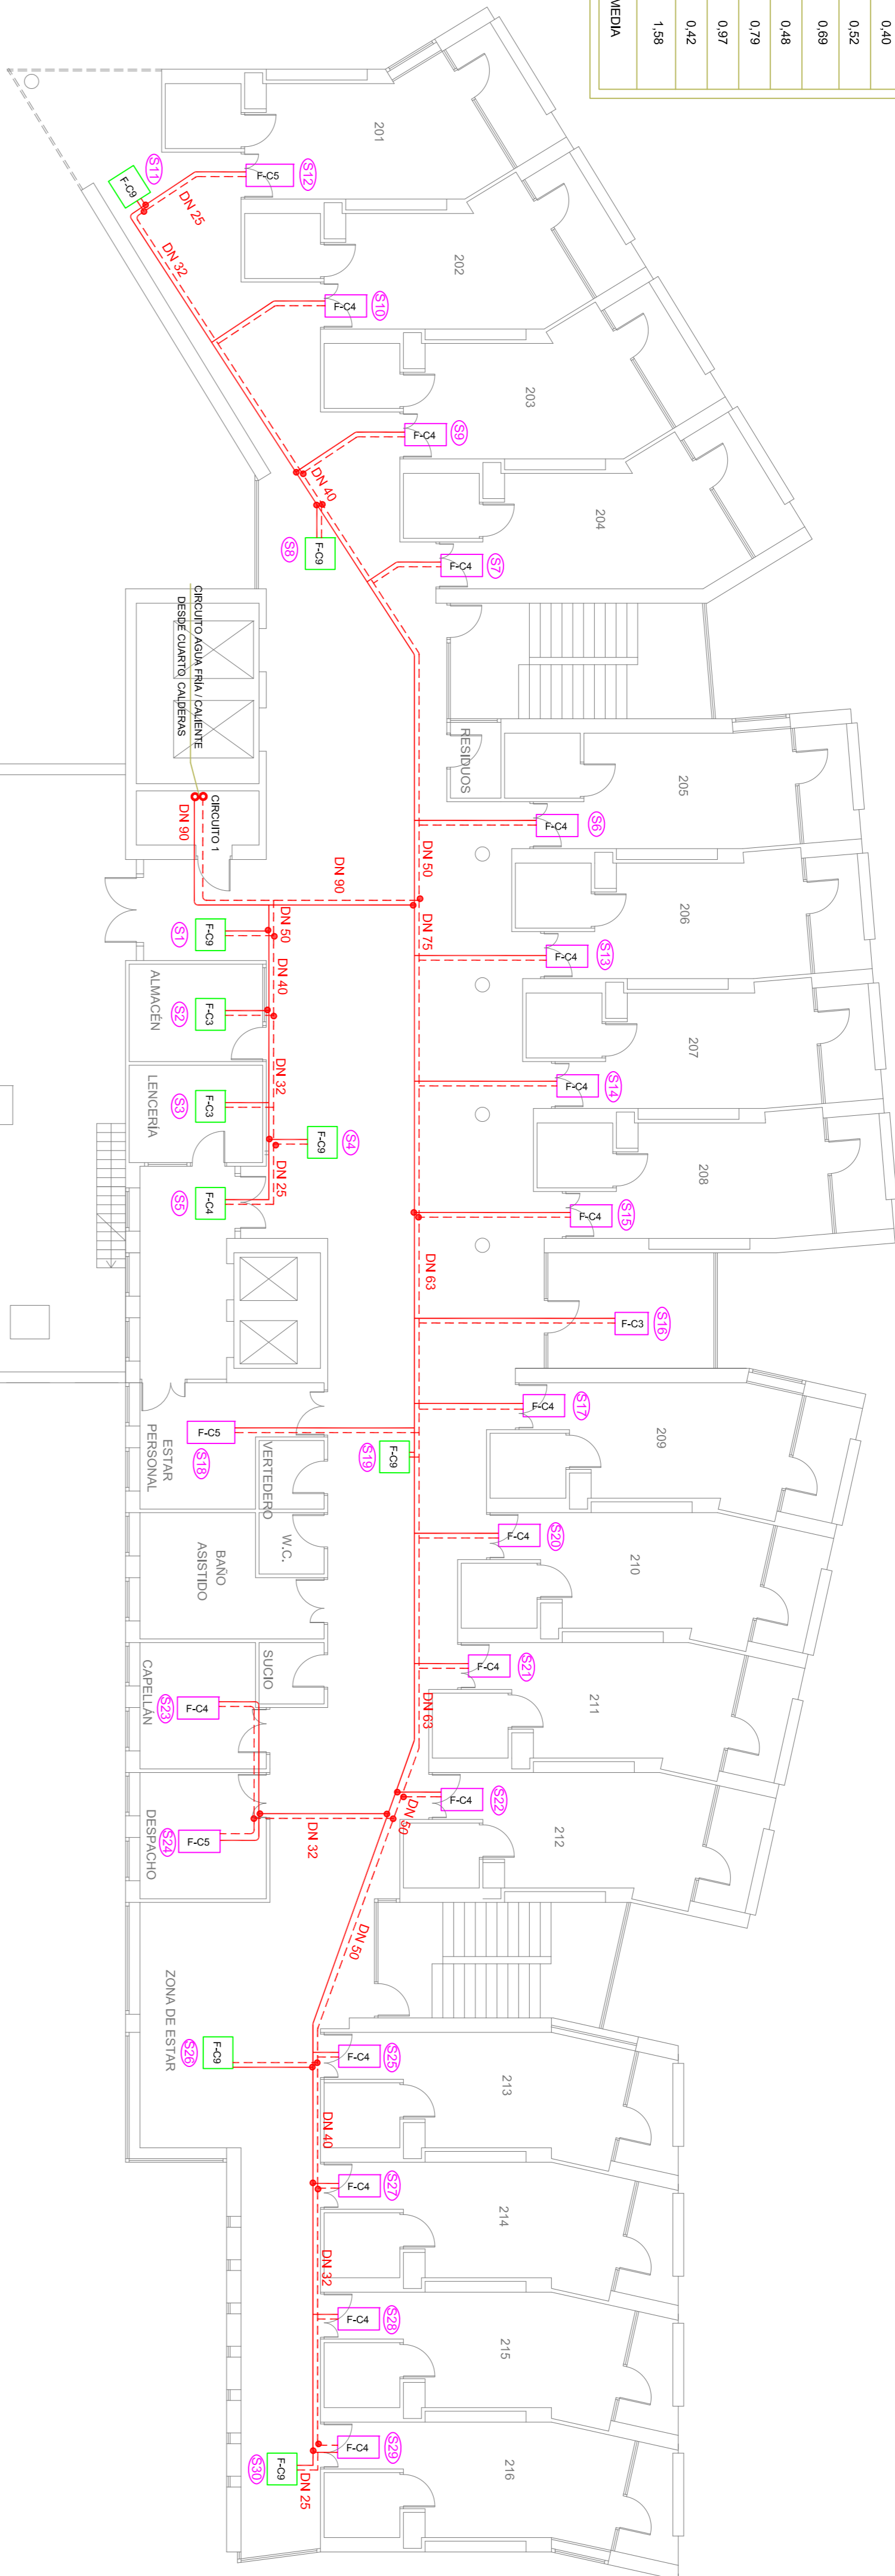 0,40
0,52
0,69
0,48
0,79
0,97
0,42
1,58
MEDIA
201
S12
F-C5
S11
F-C9
DN 25
DN 32
202
S10
F-C4
203
S9
F-C4
DN 40
S8
F-C9
204
S7
F-C4
CIRCUITO AGUA FRÍA / CALIENTE
DESDE CUARTO CALDERAS
CIRCUITO 1
DN 90
DN 90
RESIDUOS
205
S6
F-C4
DN 50
DN 75
206
S13
F-C4
207
S14
F-C4
208
S15
F-C4
DN 50
S1
F-C9
DN 40
ALMACÉN
S2
F-C3
DN 32
LENCERÍA
S3
F-C3
S4
F-C9
DN 25
S5
F-C4
DN 63
S16
F-C3
S17
F-C4
209
ESTAR
PERSONAL
S18
F-C5
VERTEDERO
S19
F-C9
W.C.
S20
F-C4
210
BAÑO
ASISTIDO
SUCIO
S21
F-C4
211
DN 63
CAPELLÁN
S23
F-C4
S22
F-C4
212
DN 50
DESPACHO
S24
F-C5
DN 32
DN 50
ZONA DE ESTAR
S26
F-C9
S25
F-C4
213
DN 40
S27
F-C4
214
DN 32
S28
F-C4
215
S29
F-C4
216
S30
F-C9
DN 25